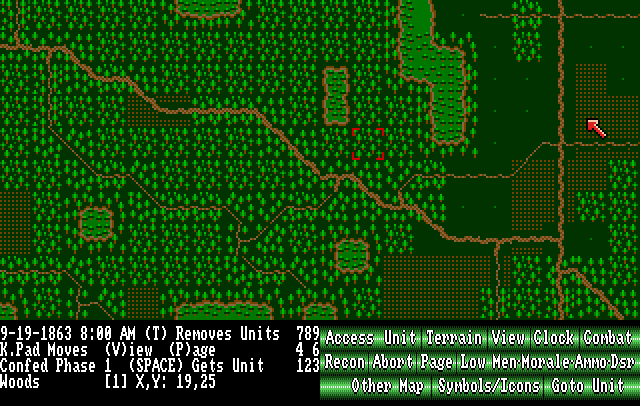 9-19-1863 8:00 AM (T) Removes Units 789
K.Pad Moves (V)iew (P)age 4 6
Confed Phase 1 (SPACE) Gets Unit 123
Woods [1] X,Y: 19,25
Access Unit Terrain View Clock Combat
Recon Abort Page Low Men·Morale·Ammo·Dsr
Other Map Symbols/Icons Goto Unit